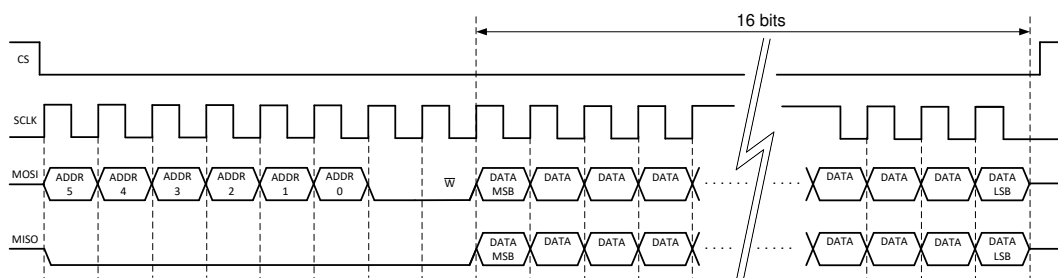 16 bits
CS
SCLK
MOSI ADDR 5 ADDR 4 ADDR 3 ADDR 2 ADDR 1 ADDR 0 W̅ DATA MSB DATA DATA DATA DATA DATA DATA DATA LSB
MISO DATA MSB DATA DATA DATA DATA DATA DATA DATA LSB